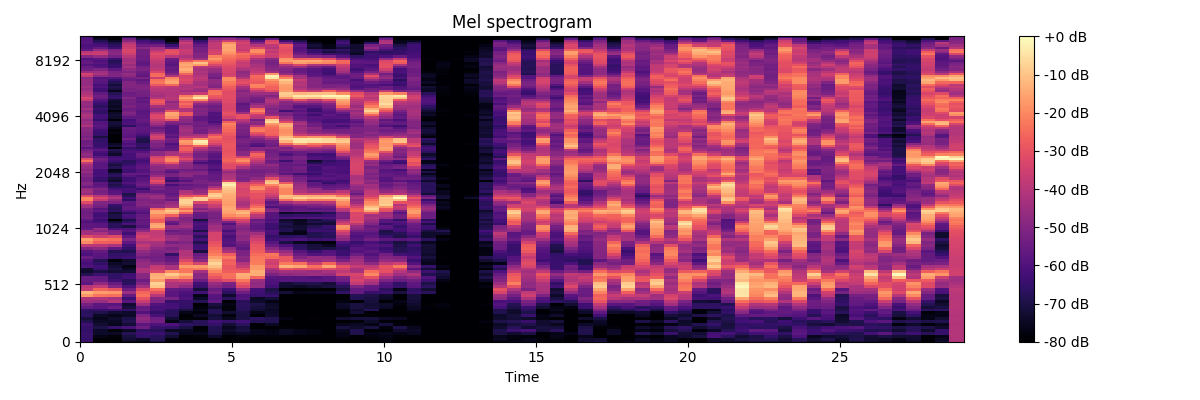 Mel spectrogram
Hz
8192
4096
2048
1024
512
0
0 5 10 15 20 25
Time
+0 dB
-10 dB
-20 dB
-30 dB
-40 dB
-50 dB
-60 dB
-70 dB
-80 dB